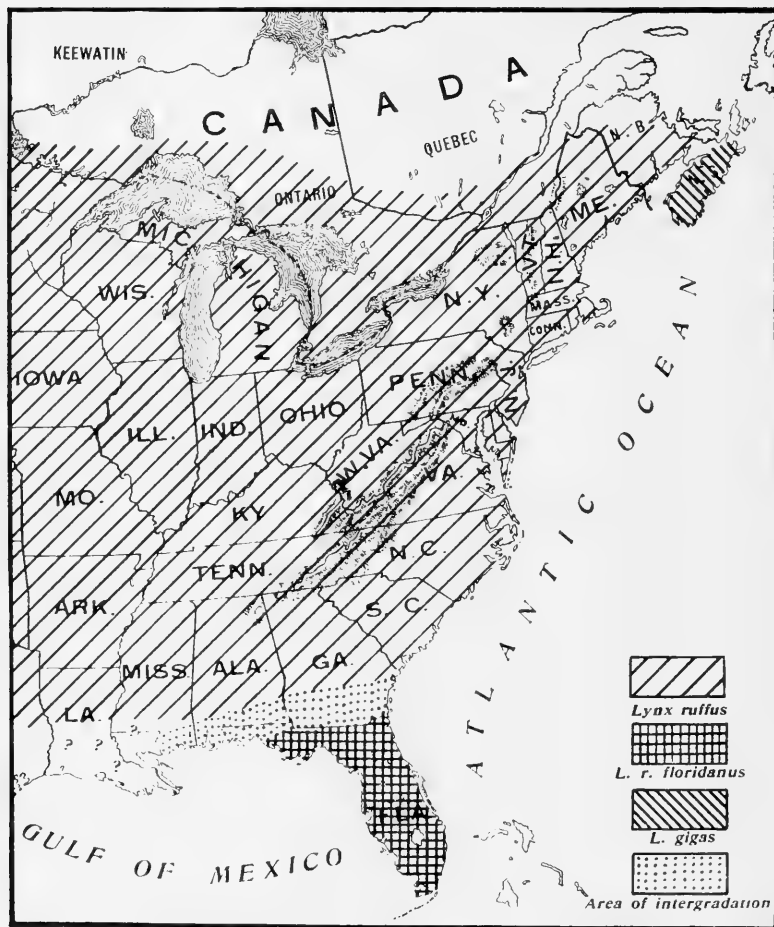 KEEWATIN
CANADA
QUEBEC
N. B.
N.S.
ONTARIO
ME.
MICHIGAN
VT.
N.H.
WIS.
N.Y.
MASS.
CONN.
IOWA
PENN.
ILL.
IND.
OHIO
W.VA.
VA.
MO.
KY
N.C.
TENN.
ARK.
S.C.
MISS.
ALA.
GA.
LA.
? ? ?
?
FLA.
ATLANTIC OCEAN
GULF OF MEXICO
Lynx ruffus
L. r. floridanus
L. gigas
Area of intergradation